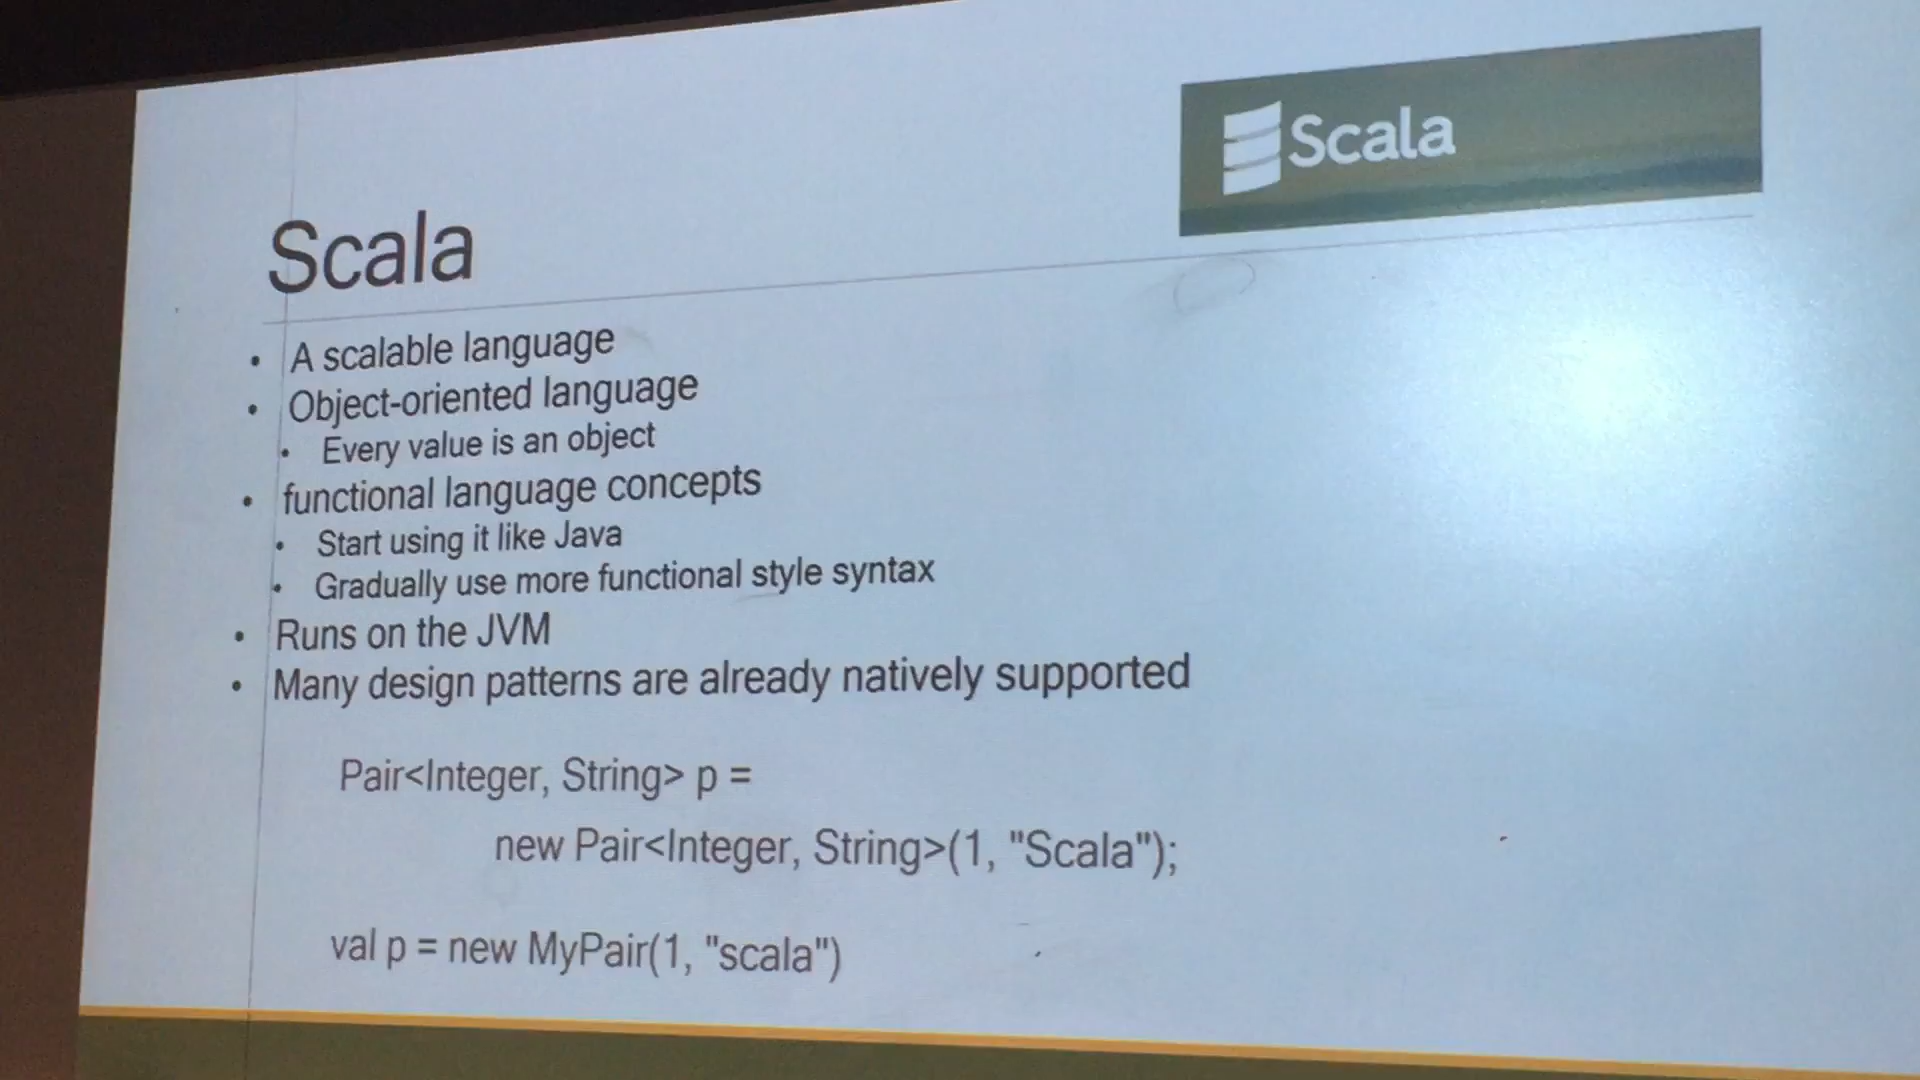 Scala
Scala
A scalable language
Object-oriented language
Every value is an object
functional language concepts
Start using it like Java
Gradually use more functional style syntax
Runs on the JVM
Many design patterns are already natively supported
Pair<Integer, String> p =
new Pair<Integer, String>(1, "Scala");
val p = new MyPair(1, "scala")